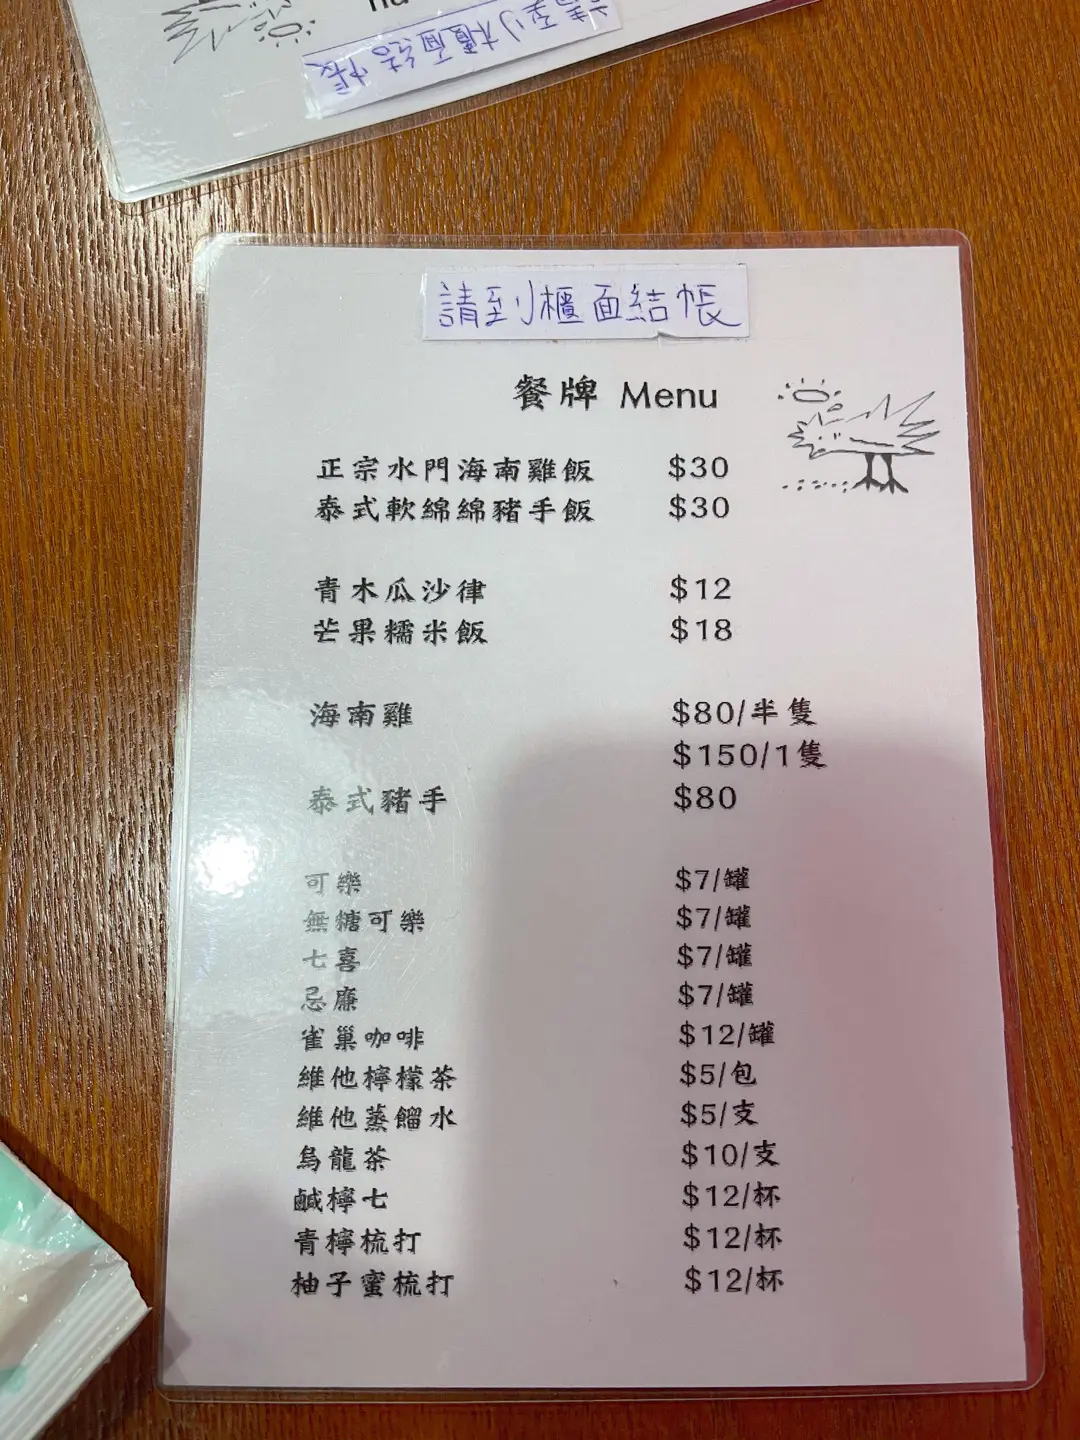 請到櫃面結帳
請到櫃面結帳
餐牌 Menu
正宗水門海南雞飯 $30
泰式軟綿綿豬手飯 $30
青木瓜沙律 $12
芒果糯米飯 $18
海南雞 $80/半隻
$150/1隻
泰式豬手 $80
可樂 $7/罐
無糖可樂 $7/罐
七喜 $7/罐
忌廉 $7/罐
雀巢咖啡 $12/罐
維他檸檬茶 $5/包
維他蒸餾水 $5/支
烏龍茶 $10/支
鹹檸七 $12/杯
青檸梳打 $12/杯
柚子蜜梳打 $12/杯